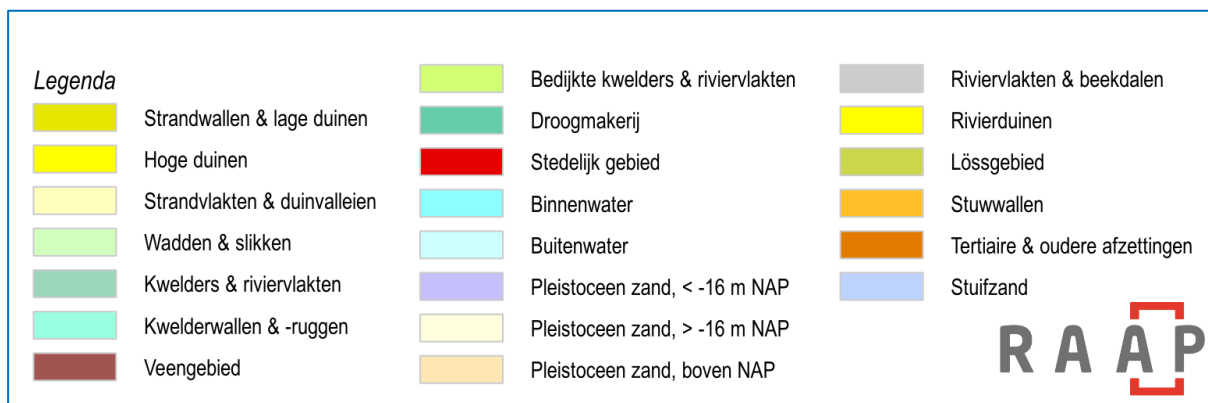 Legenda
Strandwallen & lage duinen
Hoge duinen
Strandvlakten & duinvalleien
Wadden & slikken
Kwelders & riviervlakten
Kwelderwallen & -ruggen
Veengebied
Bedijkte kwelders & riviervlakten
Droogmakerij
Stedelijk gebied
Binnenwater
Buitenwater
Pleistoceen zand, < -16 m NAP
Pleistoceen zand, > -16 m NAP
Pleistoceen zand, boven NAP
Riviervlakten & beekdalen
Rivierduinen
Lössgebied
Stuwwallen
Tertiaire & oudere afzettingen
Stuifzand
RAAP